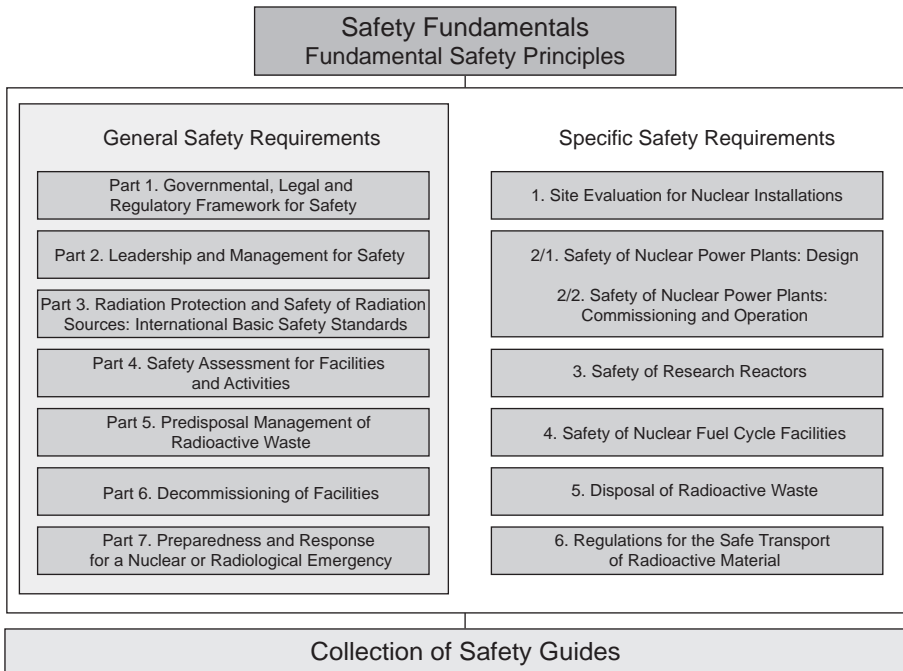 Safety Fundamentals
Fundamental Safety Principles
General Safety Requirements
Part 1. Governmental, Legal and
Regulatory Framework for Safety
Part 2. Leadership and Management for Safety
Part 3. Radiation Protection and Safety of Radiation
Sources: International Basic Safety Standards
Part 4. Safety Assessment for Facilities
and Activities
Part 5. Predisposal Management of
Radioactive Waste
Part 6. Decommissioning of Facilities
Part 7. Preparedness and Response
for a Nuclear or Radiological Emergency
Specific Safety Requirements
1. Site Evaluation for Nuclear Installations
2/1. Safety of Nuclear Power Plants: Design
2/2. Safety of Nuclear Power Plants:
Commissioning and Operation
3. Safety of Research Reactors
4. Safety of Nuclear Fuel Cycle Facilities
5. Disposal of Radioactive Waste
6. Regulations for the Safe Transport
of Radioactive Material
Collection of Safety Guides